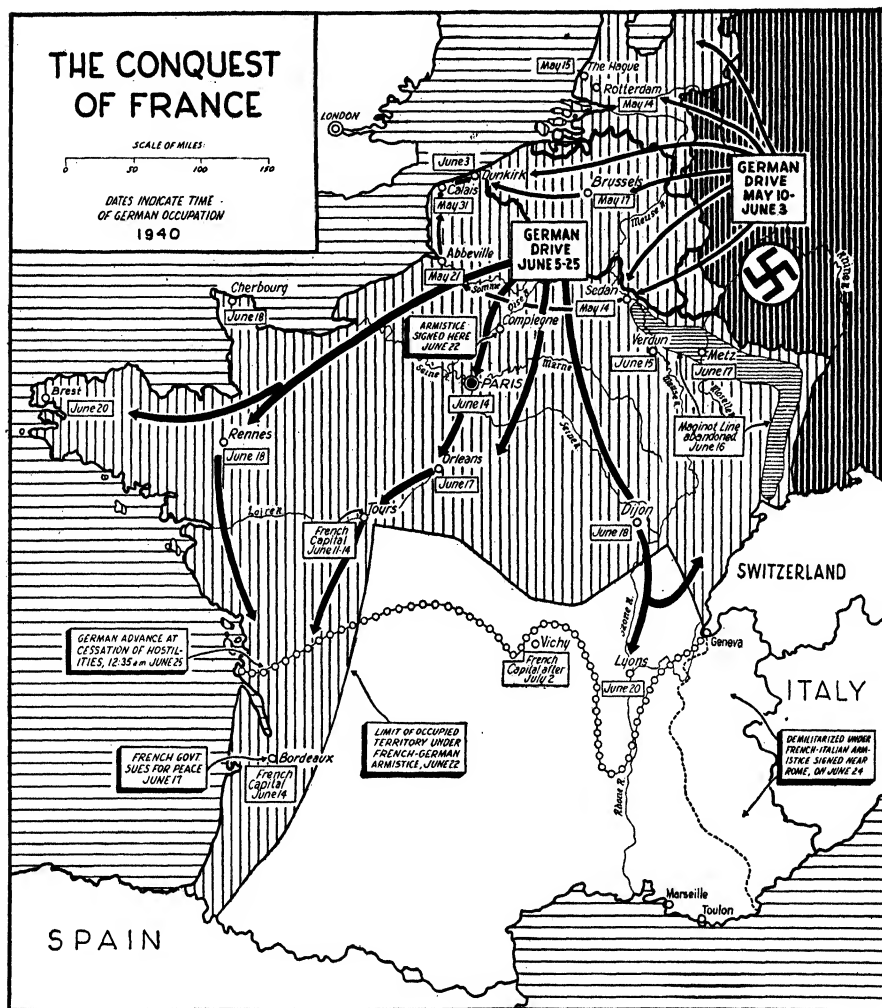 THE CONQUEST
OF FRANCE
SCALE OF MILES:
0 50 100 150
DATES INDICATE TIME
OF GERMAN OCCUPATION
1940
LONDON
May 15
The Hague
Rotterdam
May 14
June 3
Dunkirk
Calais
May 31
Brussels
May 17
GERMAN
DRIVE
MAY 10-
JUNE 3
Meuse R.
Rhine R.
GERMAN
DRIVE
JUNE 5-25
Abbeville
May 21
Somme
Oise R.
Sedan
May 14
Cherbourg
June 18
Compiegne
ARMISTICE
SIGNED HERE
JUNE 22
Verdun
June 15
Metz
June 17
Meuse R.
Moselle
Seine R.
PARIS
June 14
Marne
Brest
June 20
Maginot Line
abandoned
June 16
Rennes
June 18
Seine R.
Orleans
June 17
Loire R.
Tours
French
Capital
June 11-14
Dijon
June 18
SWITZERLAND
Saone R.
Geneva
GERMAN ADVANCE AT
CESSATION OF HOSTIL-
ITIES, 12:35 am JUNE 25
Vichy
French
Capital after
July 2
Lyons
June 20
ITALY
LIMIT OF OCCUPIED
TERRITORY UNDER
FRENCH-GERMAN
ARMISTICE, JUNE 22
DEMILITARIZED UNDER
FRENCH-ITALIAN ARM-
ISTICE SIGNED NEAR
ROME, ON JUNE 24
FRENCH GOVT.
SUES FOR PEACE
JUNE 17
Bordeaux
French
Capital
June 14
Rhone R.
Marseille
Toulon
SPAIN